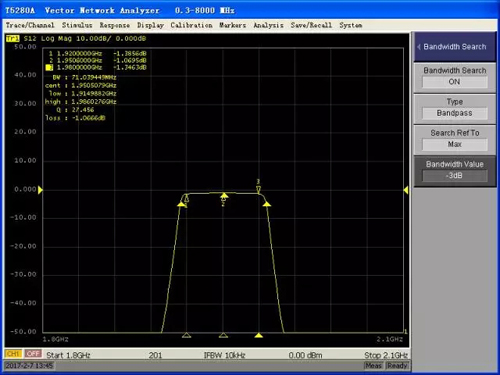 T5280A Vector Network Analyzer 0.3-8000 MHz
Trace/Channel Stimulus Response Display Calibration Markers Analysis Save/Recall System
Tr1 S12 Log Mag 10.00dB/ 0.000dB
50.00
1 1.9200000GHz -1.3856dB
2 1.9506000GHz -1.0695dB
3 1.9800000GHz -1.3463dB
BW : 71.039449MHz
cent : 1.9505079GHz
low : 1.9149882GHz
high : 1.9860276GHz
Q : 27.456
loss : -1.0666dB
40.00
30.00
20.00
10.00
0.000
-10.00
-20.00
-30.00
-40.00
-50.00
3
1
2
1
1.8GHz
2.1GHz
CH1 OFF Start 1.8GHz 201 IFBW 10kHz 0.00 dBm Stop 2.1GHz
2017-2-7 13:45
Meas Ready
Bandwidth Search
Bandwidth Search
ON
Type
Bandpass
Search Ref To
Max
Bandwidth Value
-3dB